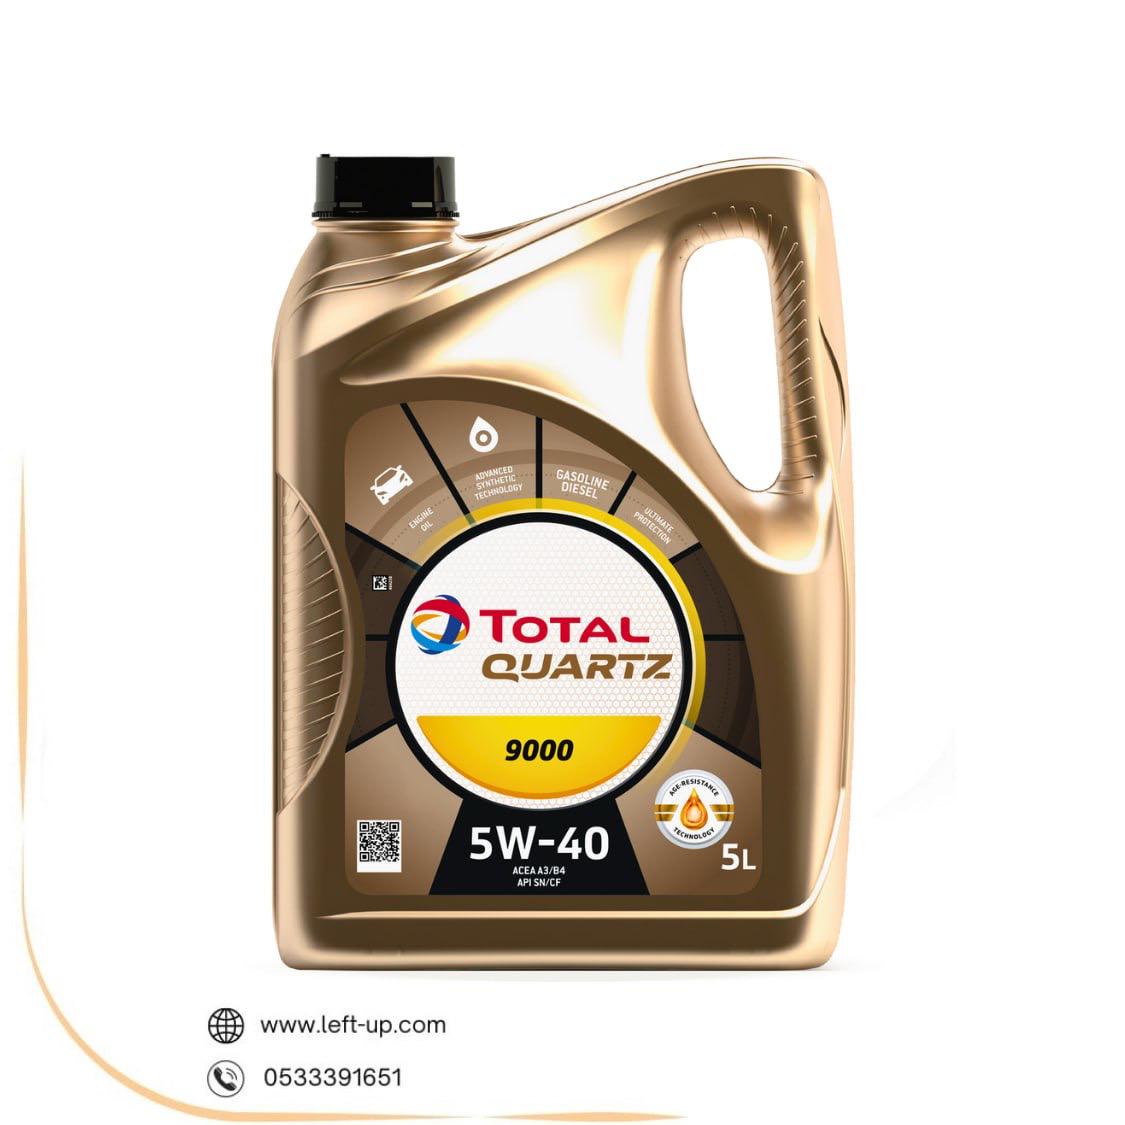 ENGINE
OIL
ADVANCED
SYNTHETIC
TECHNOLOGY
GASOLINE
DIESEL
ULTIMATE
PROTECTION
TOTAL
QUARTZ
9000
AGE-RESISTANCE
TECHNOLOGY
5W-40
ACEA A3/B4
API SN/CF
5L
www.left-up.com
0533391651